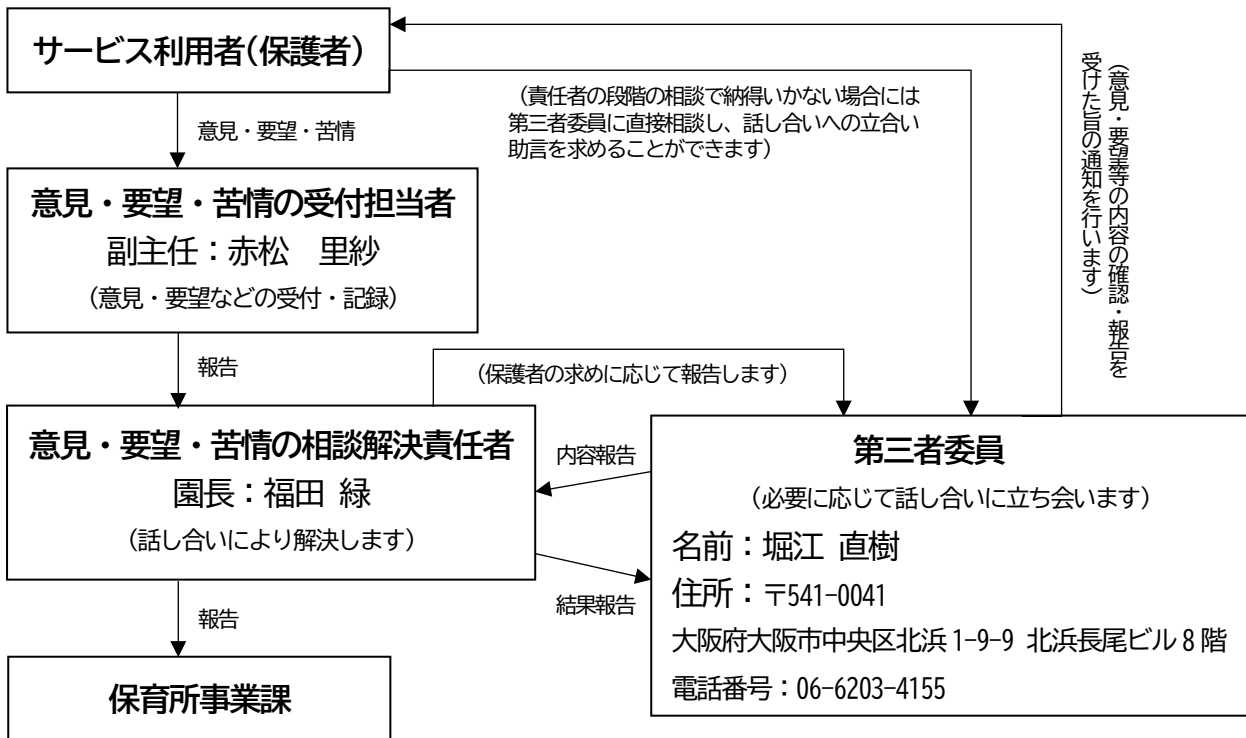 サービス利用者(保護者)
意見・要望・苦情
(責任者の段階の相談で納得いかない場合には
第三者委員に直接相談し、話し合いへの立合い
助言を求めることができます)
(意見・要望等の内容の確認・報告を
受けた旨の通知を行います)
意見・要望・苦情の受付担当者
副主任：赤松　里紗
(意見・要望などの受付・記録)
報告
(保護者の求めに応じて報告します)
意見・要望・苦情の相談解決責任者
園長：福田 緑
(話し合いにより解決します)
内容報告
結果報告
第三者委員
(必要に応じて話し合いに立ち会います)
名前：堀江 直樹
住所：〒541-0041
大阪府大阪市中央区北浜 1-9-9 北浜長尾ビル 8 階
電話番号：06-6203-4155
報告
保育所事業課